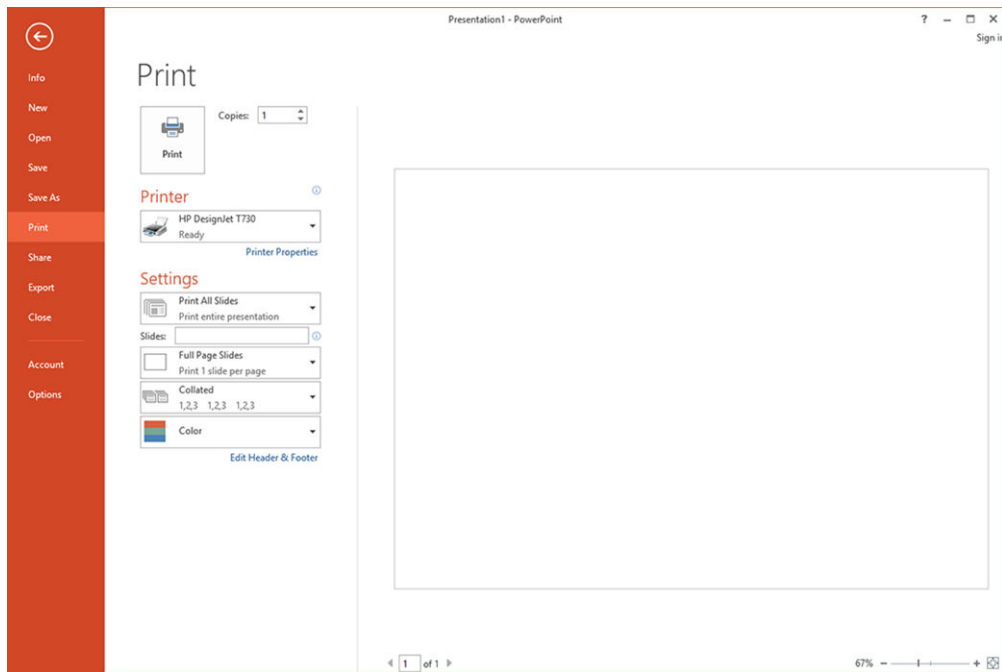 Presentation1 - PowerPoint
?
Sign in
Info
New
Open
Save
Save As
Print
Share
Export
Close
Account
Options
Print
Copies: 1
Print
Printer
HP DesignJet T730
Ready
Printer Properties
Settings
Print All Slides
Print entire presentation
Slides:
Full Page Slides
Print 1 slide per page
Collated
1,2,3 1,2,3 1,2,3
Color
Edit Header & Footer
1 of 1
67%